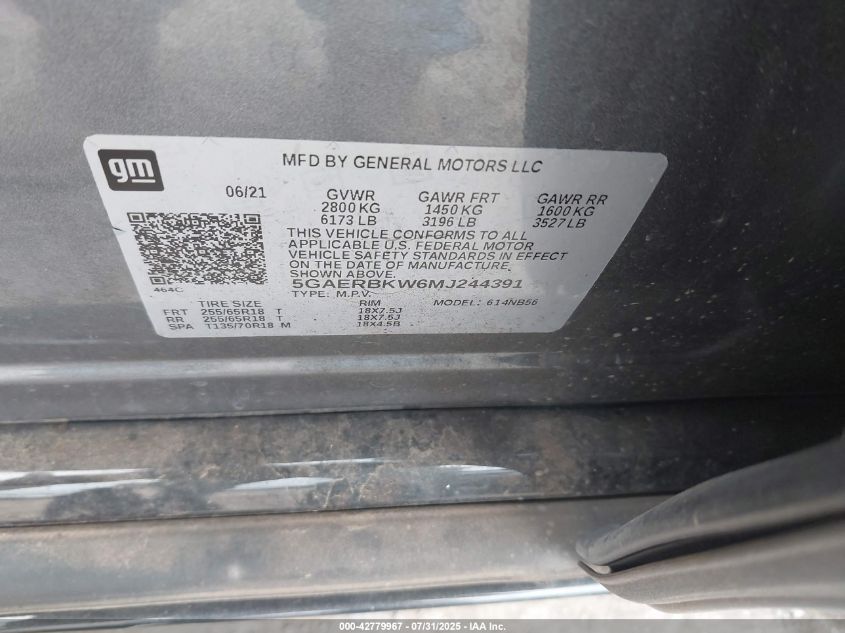 gm
MFD BY GENERAL MOTORS LLC
06/21 GVWR GAWR FRT GAWR RR
2800 KG 1450 KG 1600 KG
6173 LB 3196 LB 3527 LB
THIS VEHICLE CONFORMS TO ALL
APPLICABLE U.S. FEDERAL MOTOR
VEHICLE SAFETY STANDARDS IN EFFECT
ON THE DATE OF MANUFACTURE
SHOWN ABOVE.
464C 5GAERBKW6MJ244391
TYPE: M.P.V. MODEL: 614NB56
TIRE SIZE RIM
FRT 255/65R18 T 18X7.5J
RR 255/65R18 T 18X7.5J
SPA T135/70R18 M 18X4.5B
000-42779967 - 07/31/2025 - IAA Inc.